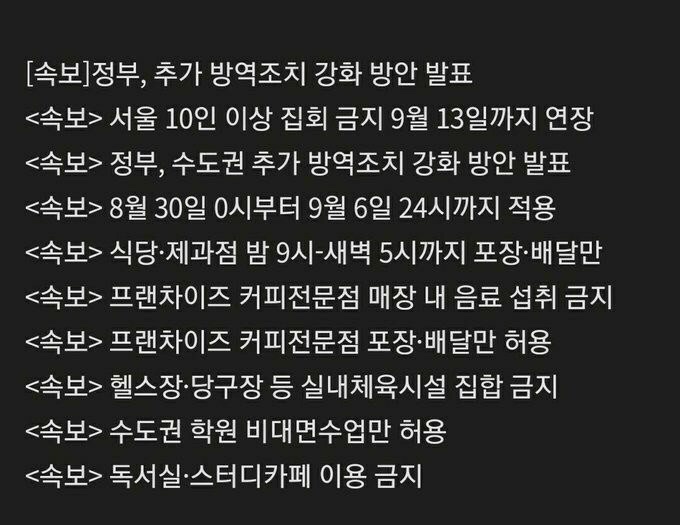 [속보]정부, 추가 방역조치 강화 방안 발표
<속보> 서울 10인 이상 집회 금지 9월 13일까지 연장
<속보> 정부, 수도권 추가 방역조치 강화 방안 발표
<속보> 8월 30일 0시부터 9월 6일 24시까지 적용
<속보> 식당·제과점 밤 9시-새벽 5시까지 포장·배달만
<속보> 프랜차이즈 커피전문점 매장 내 음료 섭취 금지
<속보> 프랜차이즈 커피전문점 포장·배달만 허용
<속보> 헬스장·당구장 등 실내체육시설 집합 금지
<속보> 수도권 학원 비대면수업만 허용
<속보> 독서실·스터디카페 이용 금지